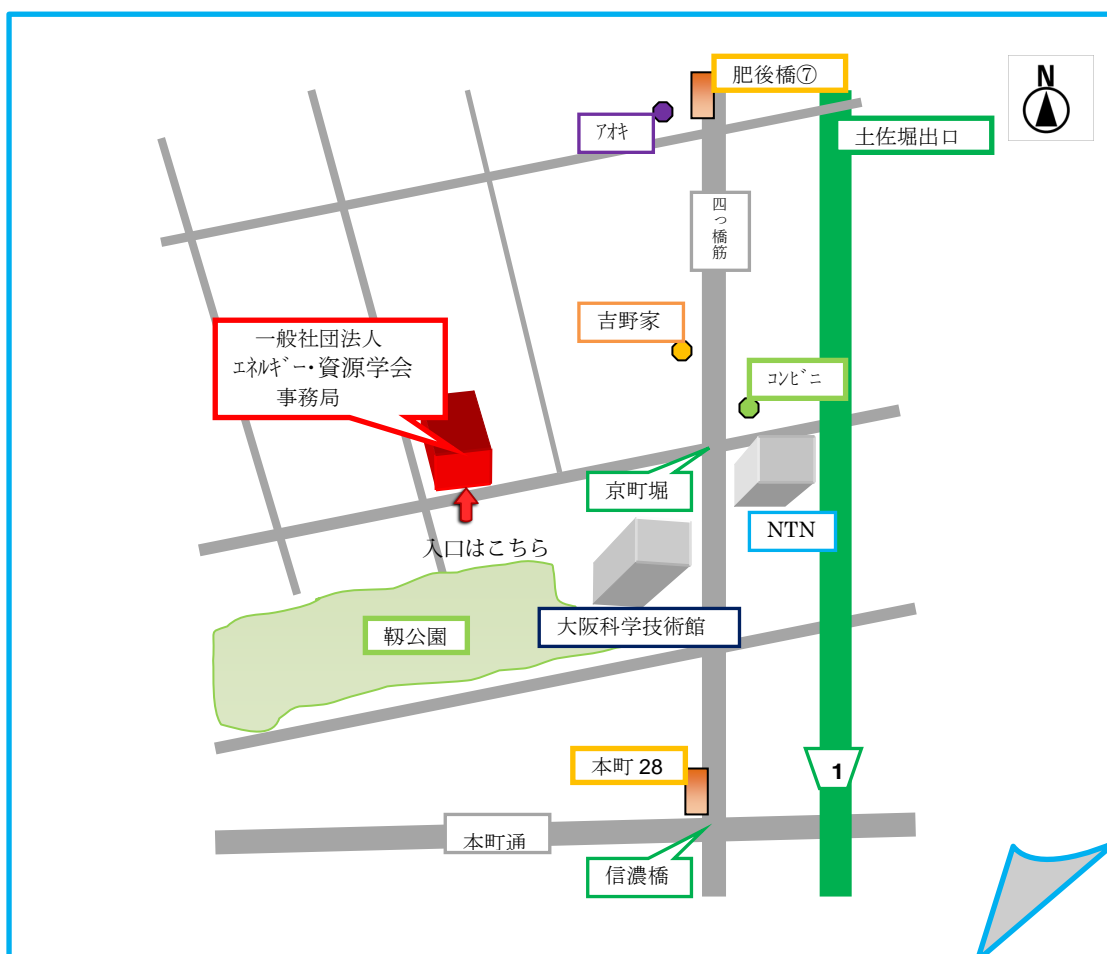 肥後橋⑦
N
アオキ
土佐堀出口
四つ橋筋
吉野家
一般社団法人
エネルギー・資源学会
事務局
コンビニ
京町堀
NTN
入口はこちら
靱公園
大阪科学技術館
本町 28
1
本町通
信濃橋